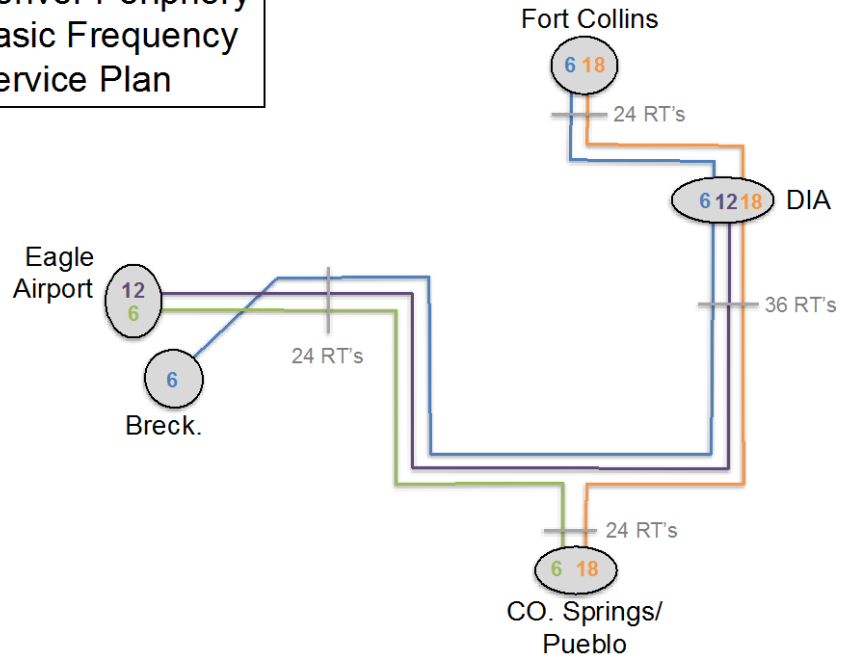 Periphery
Basic Frequency
Service Plan
Fort Collins
6 18
24 RT's
6 12 18
DIA
Eagle
Airport
12
6
36 RT's
24 RT's
6
Breck.
24 RT's
6 18
CO. Springs/
Pueblo